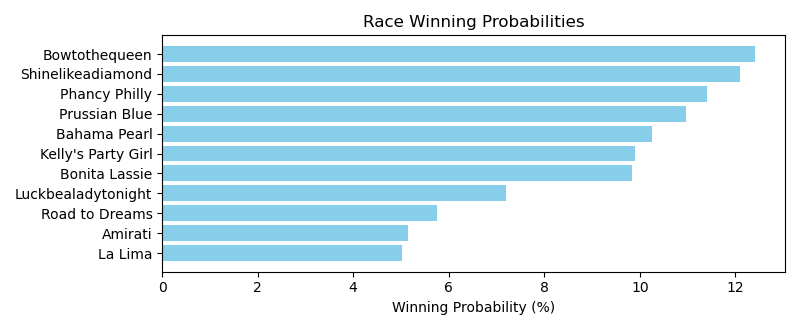 Race Winning Probabilities
Bowtothequeen
Shinelikeadiamond
Phancy Philly
Prussian Blue
Bahama Pearl
Kelly's Party Girl
Bonita Lassie
Luckbealadytonight
Road to Dreams
Amirati
La Lima
0 2 4 6 8 10 12
Winning Probability (%)